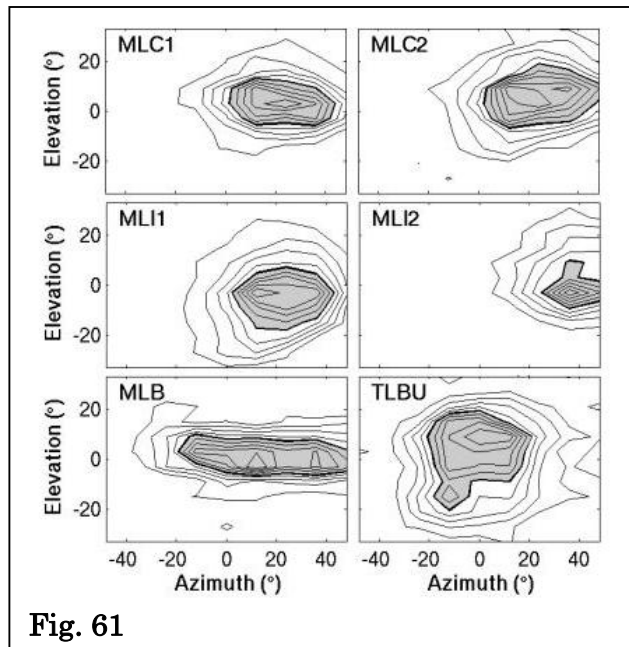 MLC1 MLC2
Elevation (°) 20 0 -20
MLI1 MLI2
Elevation (°) 20 0 -20
MLB TLBU
Elevation (°) 20 0 -20
-40 -20 0 20 40 -40 -20 0 20 40
Azimuth (°) Azimuth (°)
Fig. 61